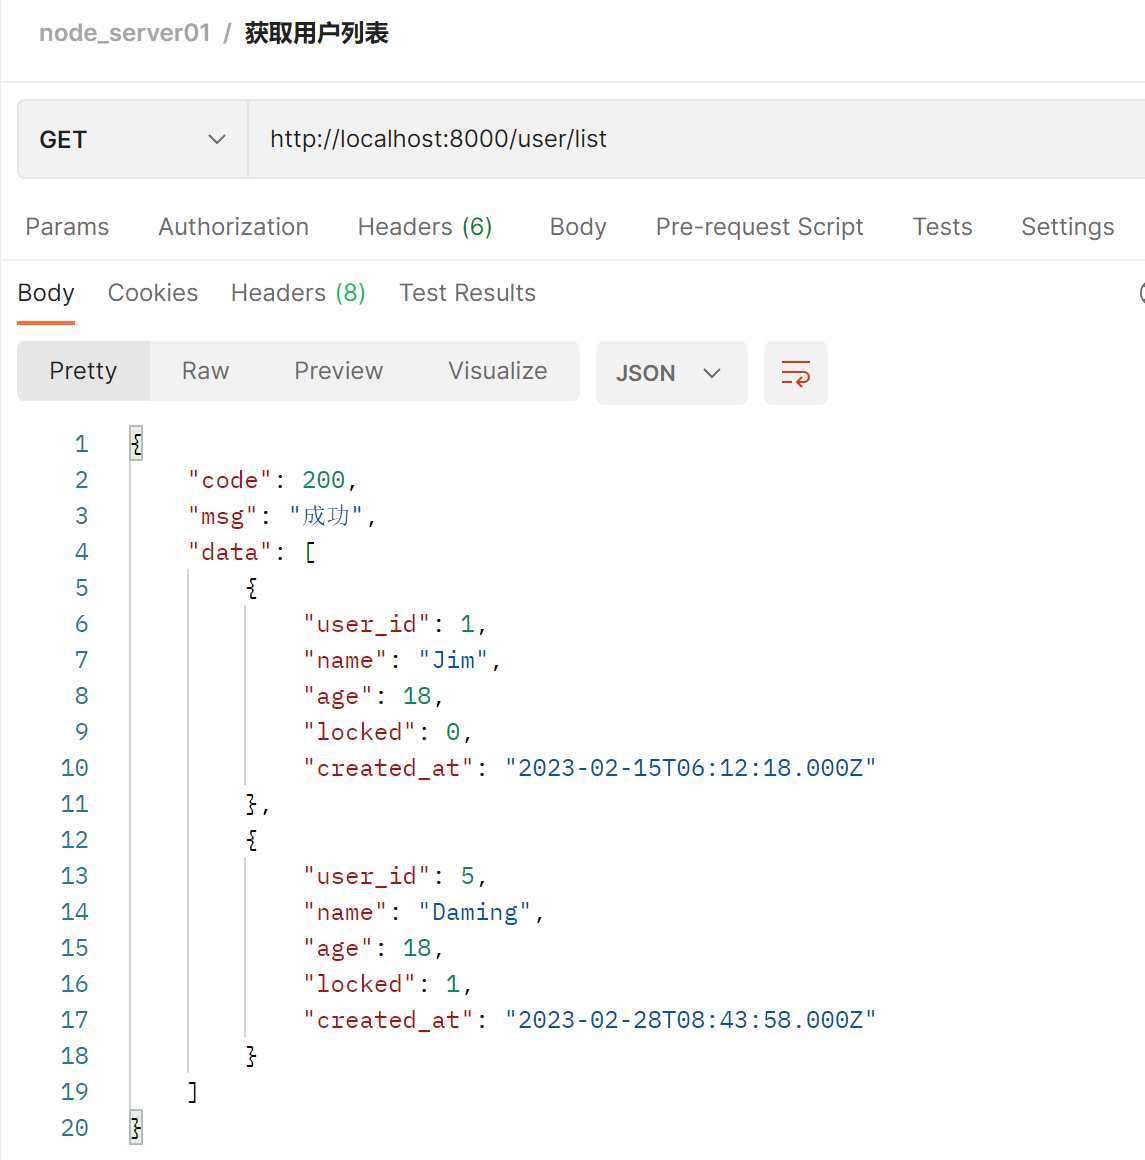 node_server01 / 获取用户列表
GET http://localhost:8000/user/list
Params Authorization Headers (6) Body Pre-request Script Tests Settings
Body Cookies Headers (8) Test Results
Pretty Raw Preview Visualize JSON
1 {
2 "code": 200,
3 "msg": "成功",
4 "data": [
5 {
6 "user_id": 1,
7 "name": "Jim",
8 "age": 18,
9 "locked": 0,
10 "created_at": "2023-02-15T06:12:18.000Z"
11 },
12 {
13 "user_id": 5,
14 "name": "Daming",
15 "age": 18,
16 "locked": 1,
17 "created_at": "2023-02-28T08:43:58.000Z"
18 }
19 ]
20 }